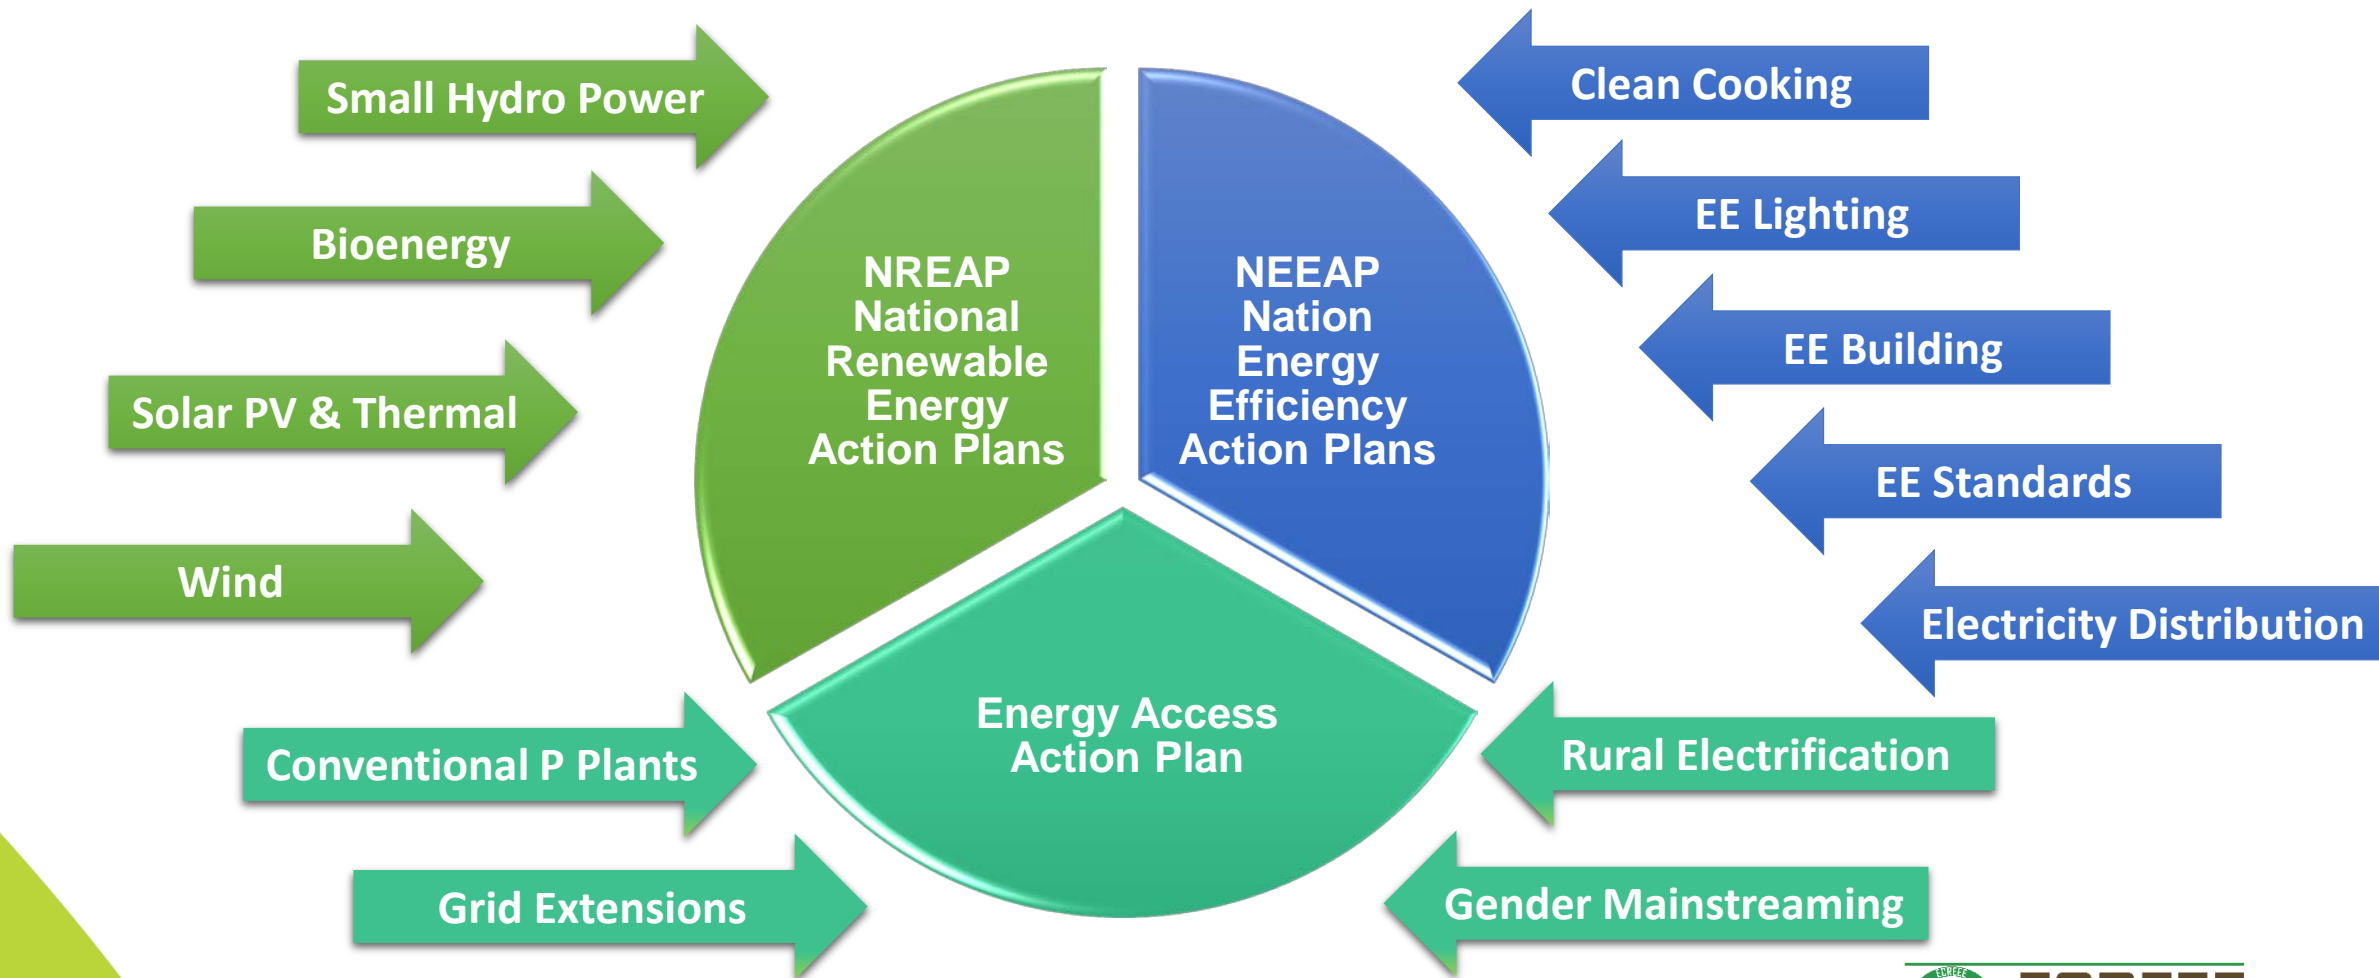 Small Hydro Power
Bioenergy
Solar PV & Thermal
Wind
NREAP
National
Renewable
Energy
Action Plans
NEEAP
Nation
Energy
Efficiency
Action Plans
Clean Cooking
EE Lighting
EE Building
EE Standards
Electricity Distribution
Energy Access
Action Plan
Conventional P Plants
Grid Extensions
Rural Electrification
Gender Mainstreaming